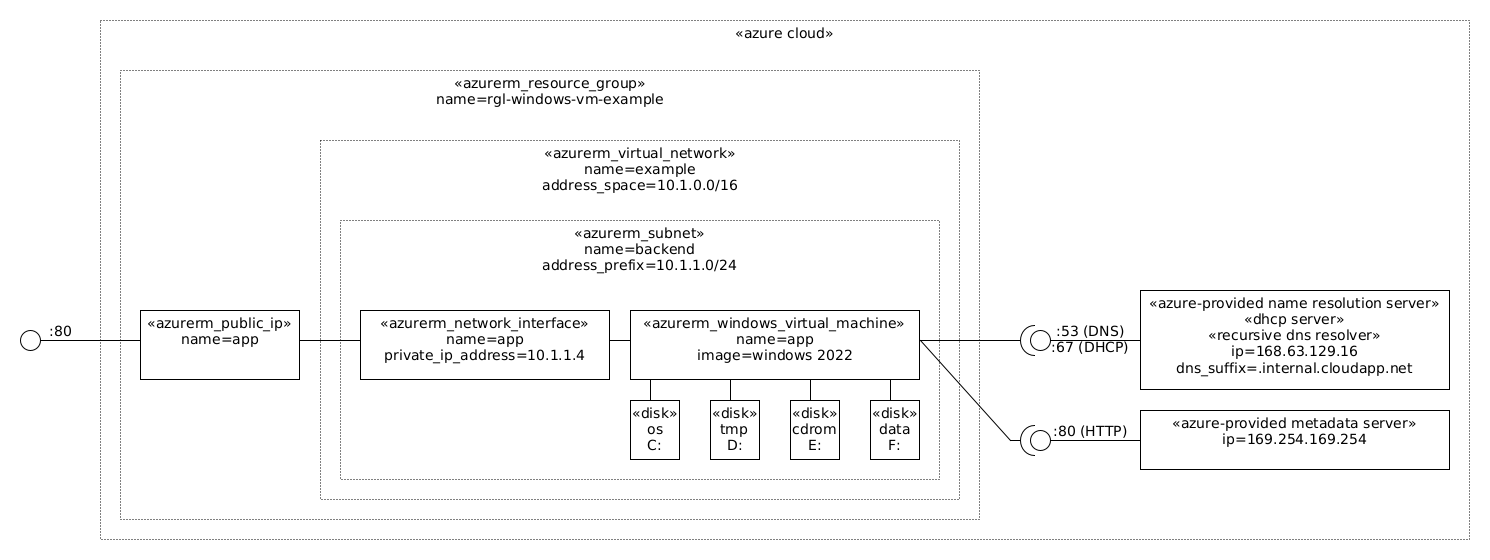 «azure cloud»
«azurerm_resource_group»
name=rgl-windows-vm-example
«azurerm_virtual_network»
name=example
address_space=10.1.0.0/16
«azurerm_subnet»
name=backend
address_prefix=10.1.1.0/24
:80
«azurerm_public_ip»
name=app
«azurerm_network_interface»
name=app
private_ip_address=10.1.1.4
«azurerm_windows_virtual_machine»
name=app
image=windows 2022
«disk»
os
C:
«disk»
tmp
D:
«disk»
cdrom
E:
«disk»
data
F:
:53 (DNS)
:67 (DHCP)
«azure-provided name resolution server»
«dhcp server»
«recursive dns resolver»
ip=168.63.129.16
dns_suffix=.internal.cloudapp.net
:80 (HTTP)
«azure-provided metadata server»
ip=169.254.169.254